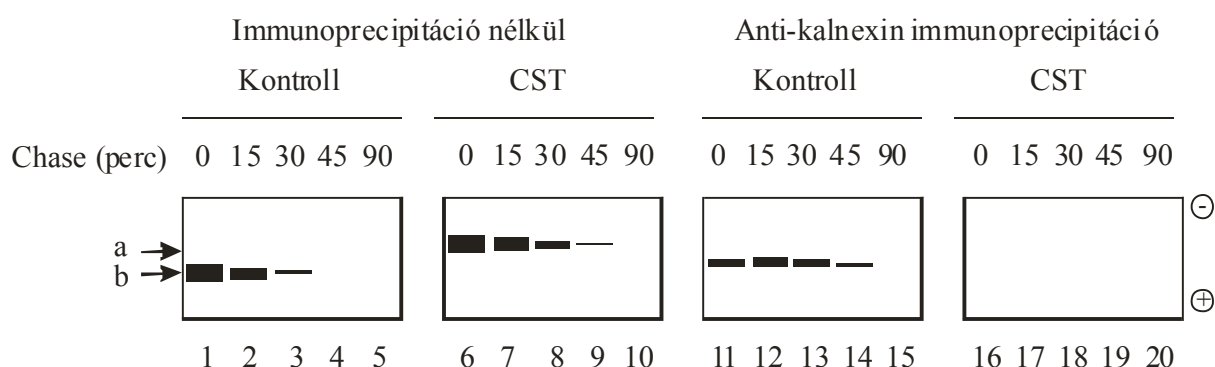 Immunoprecipitáció nélkül Anti-kalnexin immunoprecipitáció
Kontroll CST Kontroll CST
Chase (perc) 0 15 30 45 90 0 15 30 45 90 0 15 30 45 90 0 15 30 45 90
-
a
b
+
1 2 3 4 5 6 7 8 9 10 11 12 13 14 15 16 17 18 19 20